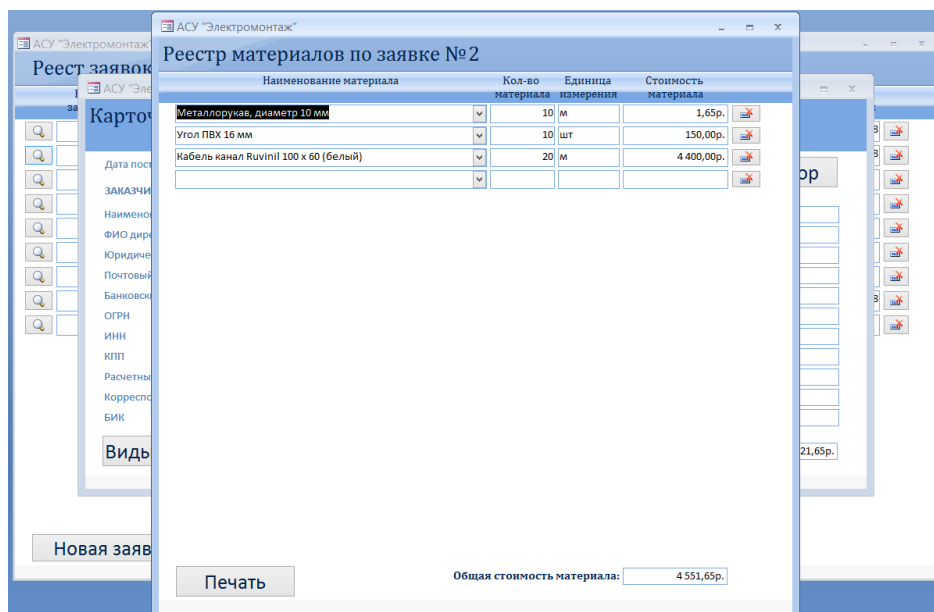 АСУ "Электромонтаж"
Реестр материалов по заявке №2
Наименование материала
Кол-во материала
Единица измерения
Стоимость материала
Металлорукав, диаметр 10 мм 10 м 1,65р.
Угол ПВХ 16 мм 10 шт 150,00р.
Кабель канал Ruvinil 100 x 60 (белый) 20 м 4 400,00р.
Общая стоимость материала: 4 551,65р.
Печать
АСУ "Электромонтаж"
Реестр заявок
АСУ "Эле
Карточ
Дата пост
ЗАКАЗЧИ
Наименов
ФИО дире
Юридиче
Почтовый
Банковск
ОГРН
ИНН
КПП
Расчетны
Корреспо
БИК
Виды
ор
21,65р.
Новая заяв